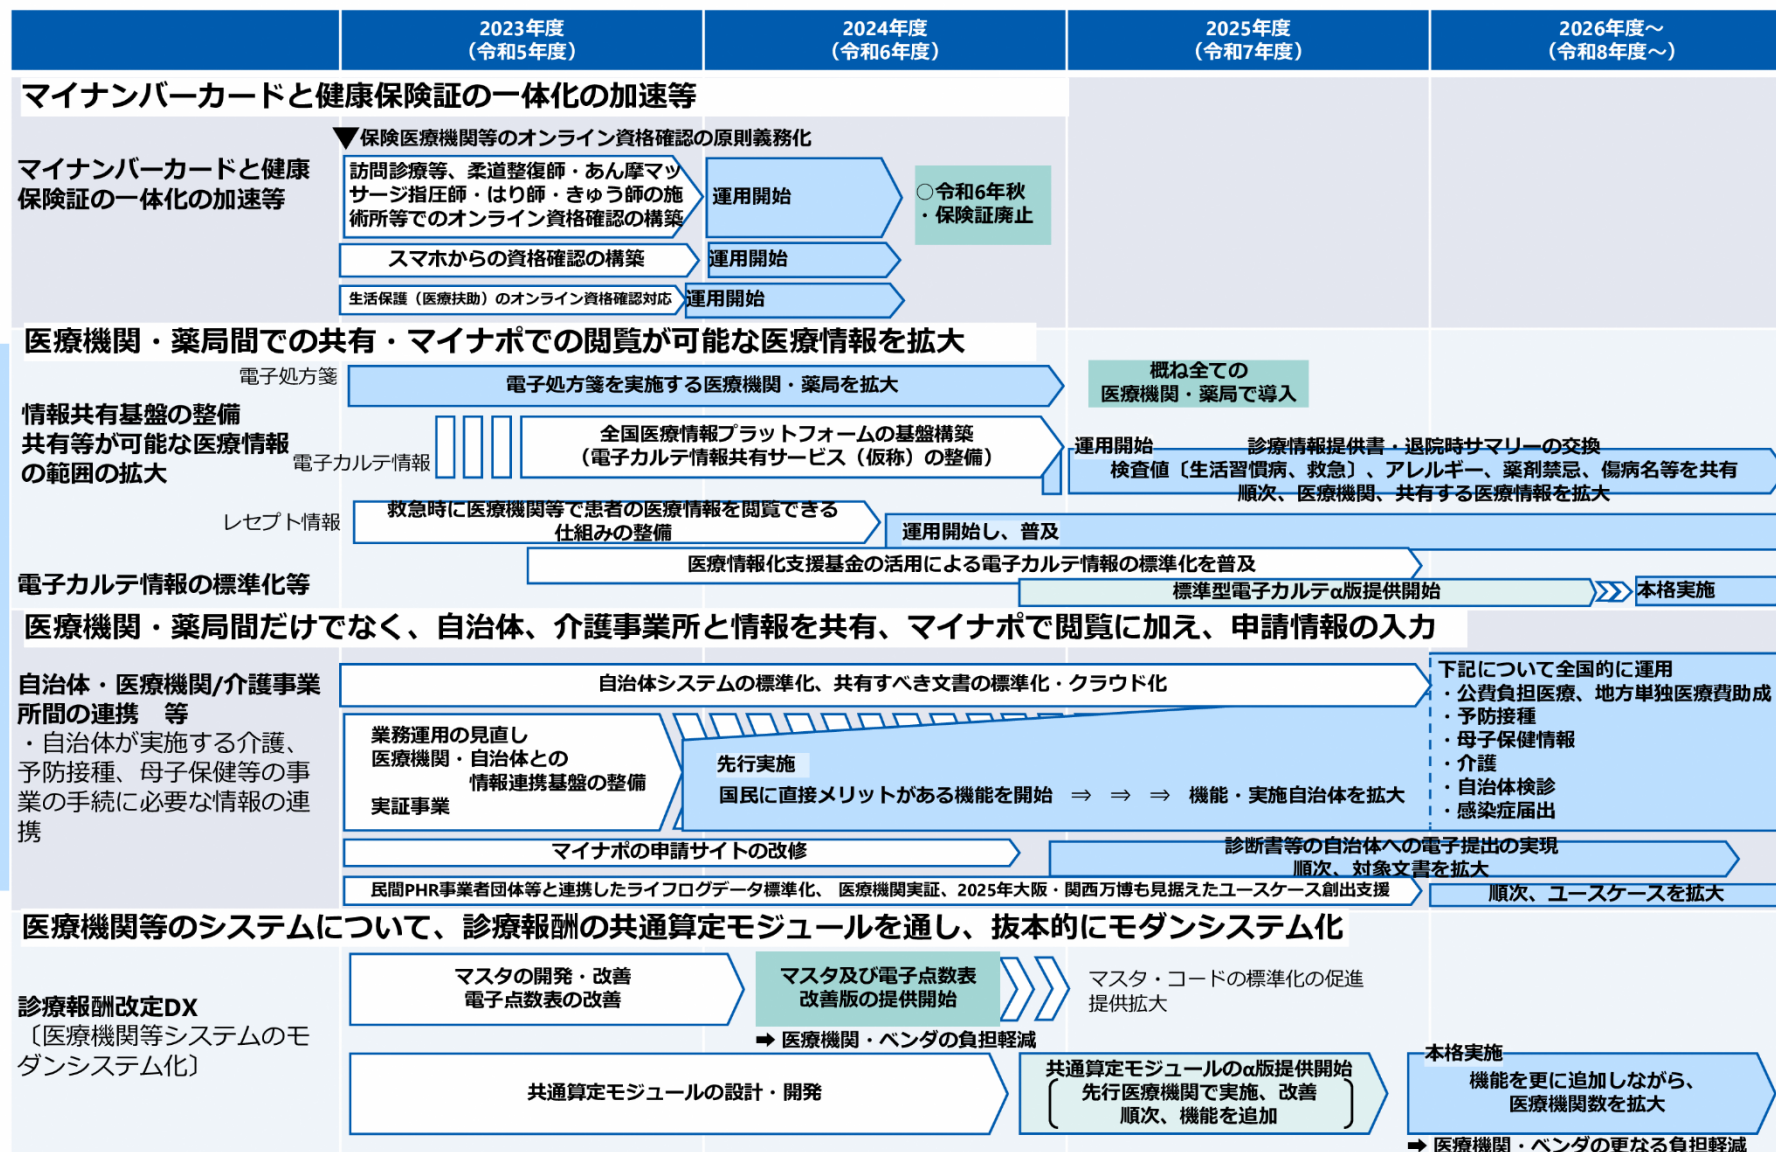 2023年度
（令和5年度）
2024年度
（令和6年度）
2025年度
（令和7年度）
2026年度～
（令和8年度～）
マイナンバーカードと健康保険証の一体化の加速等
▼保険医療機関等のオンライン資格確認の原則義務化
マイナンバーカードと健康
保険証の一体化の加速等
訪問診療等、柔道整復師・あん摩マッ
サージ指圧師・はり師・きゅう師の施
術所等でのオンライン資格確認の構築
運用開始
○令和6年秋
・保険証廃止
スマホからの資格確認の構築
運用開始
生活保護（医療扶助）のオンライン資格確認対応
運用開始
医療機関・薬局間での共有・マイナポでの閲覧が可能な医療情報を拡大
電子処方箋
電子処方箋を実施する医療機関・薬局を拡大
概ね全ての
医療機関・薬局で導入
情報共有基盤の整備
共有等が可能な医療情報
の範囲の拡大
電子カルテ情報
全国医療情報プラットフォームの基盤構築
（電子カルテ情報共有サービス（仮称）の整備）
運用開始
診療情報提供書・退院時サマリーの交換
検査値〔生活習慣病、救急〕、アレルギー、薬剤禁忌、傷病名等を共有
順次、医療機関、共有する医療情報を拡大
レセプト情報
救急時に医療機関等で患者の医療情報を閲覧できる
仕組みの整備
運用開始し、普及
医療情報化支援基金の活用による電子カルテ情報の標準化を普及
電子カルテ情報の標準化等
標準型電子カルテα版提供開始
本格実施
医療機関・薬局間だけでなく、自治体、介護事業所と情報を共有、マイナポで閲覧に加え、申請情報の入力
自治体・医療機関/介護事業
所間の連携　等
・自治体が実施する介護、
予防接種、母子保健等の事
業の手続に必要な情報の連
携
自治体システムの標準化、共有すべき文書の標準化・クラウド化
業務運用の見直し
医療機関・自治体との
情報連携基盤の整備
実証事業
先行実施
国民に直接メリットがある機能を開始　⇒　⇒　⇒　機能・実施自治体を拡大
下記について全国的に運用
・公費負担医療、地方単独医療費助成
・予防接種
・母子保健情報
・介護
・自治体検診
・感染症届出
マイナポの申請サイトの改修
診断書等の自治体への電子提出の実現
順次、対象文書を拡大
民間PHR事業者団体等と連携したライフログデータ標準化、医療機関実証、2025年大阪・関西万博も見据えたユースケース創出支援
順次、ユースケースを拡大
医療機関等のシステムについて、診療報酬の共通算定モジュールを通し、抜本的にモダンシステム化
診療報酬改定DX
〔医療機関等システムのモ
ダンシステム化〕
マスタの開発・改善
電子点数表の改善
マスタ及び電子点数表
改善版の提供開始
マスタ・コードの標準化の促進
提供拡大
➡ 医療機関・ベンダの負担軽減
共通算定モジュールの設計・開発
共通算定モジュールのα版提供開始
先行医療機関で実施、改善
順次、機能を追加
本格実施
機能を更に追加しながら、
医療機関数を拡大
➡ 医療機関・ベンダの更なる負担軽減